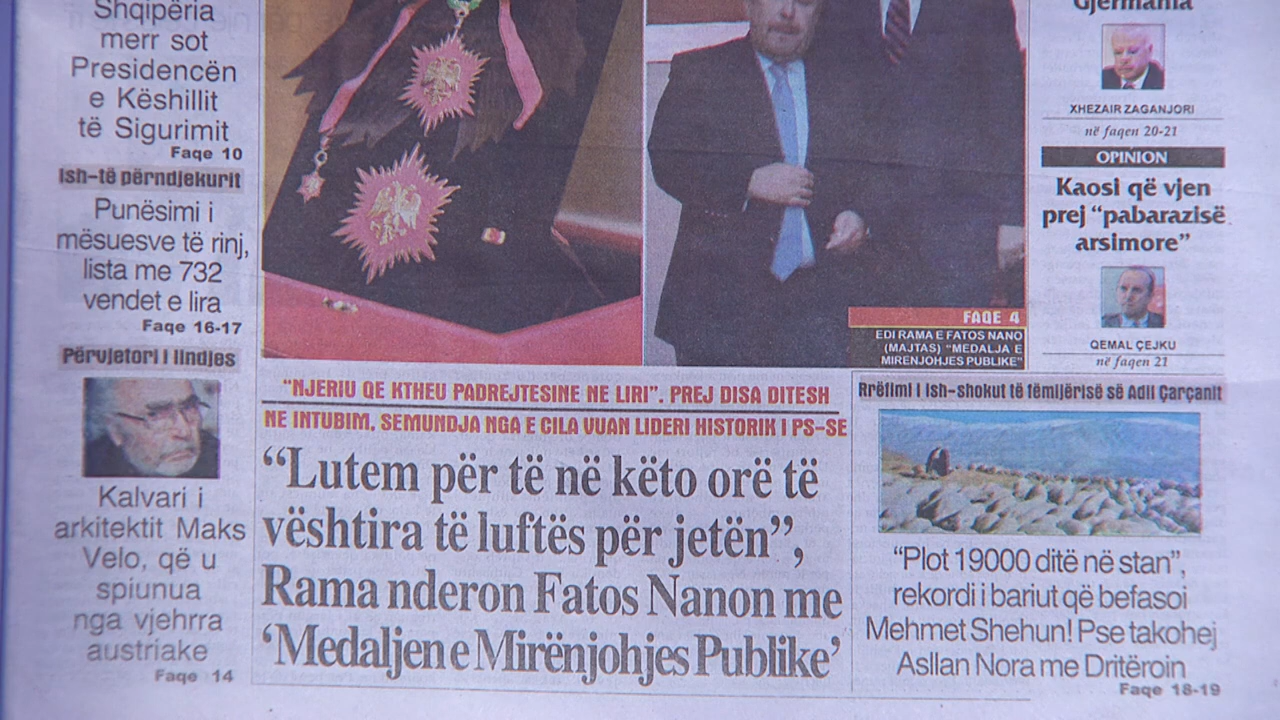 Shqipëria
merr sot
Presidencën
e Këshillit
të Sigurimit
Faqe 10
Ish-të përndjekurit
Punësimi i
mësuesve të rinj,
lista me 732
vendet e lira
Faqe 16-17
Përvjetori i lindjes
Kalvari i
arkitektit Maks
Velo, që u
spiunua
nga vjehrra
austriake
Faqe 14
FAQE 4
EDI RAMA E FATOS NANO
(MAJTAS) “MEDALJA E
MIRENJOHJES PUBLIKE”
“NJERIU QE KTHEU PADREJTESINE NE LIRI”. PREJ DISA DITESH
NE INTUBIM, SEMUNDJA NGA E CILA VUAN LIDERI HISTORIK I PS-SE
“Lutem për të në këto orë të
vështira të luftës për jetën”,
Rama nderon Fatos Nanon me
‘Medaljen e Mirënjohjes Publike’
Gjermania
XHEZAIR ZAGANJORI
në faqen 20-21
OPINION
Kaosi që vjen
prej “pabarazisë
arsimore”
QEMAL ÇEJKU
në faqen 21
Rrëfimi i ish-shokut të fëmijërisë së Adil Çarçanit
“Plot 19000 ditë në stan”,
rekordi i bariut që befasoi
Mehmet Shehun! Pse takohej
Asllan Nora me Dritëroin
Faqe 18-19